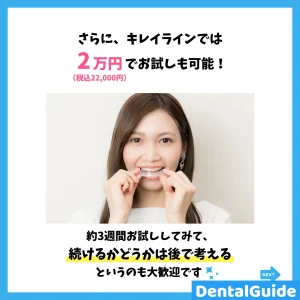 さらに、キレイラインでは
2万円でお試しも可能！
（税込22,000円）
約3週間お試ししてみて、
続けるかどうかは後で考える
というのも大歓迎です
NEXT
DentalGuide